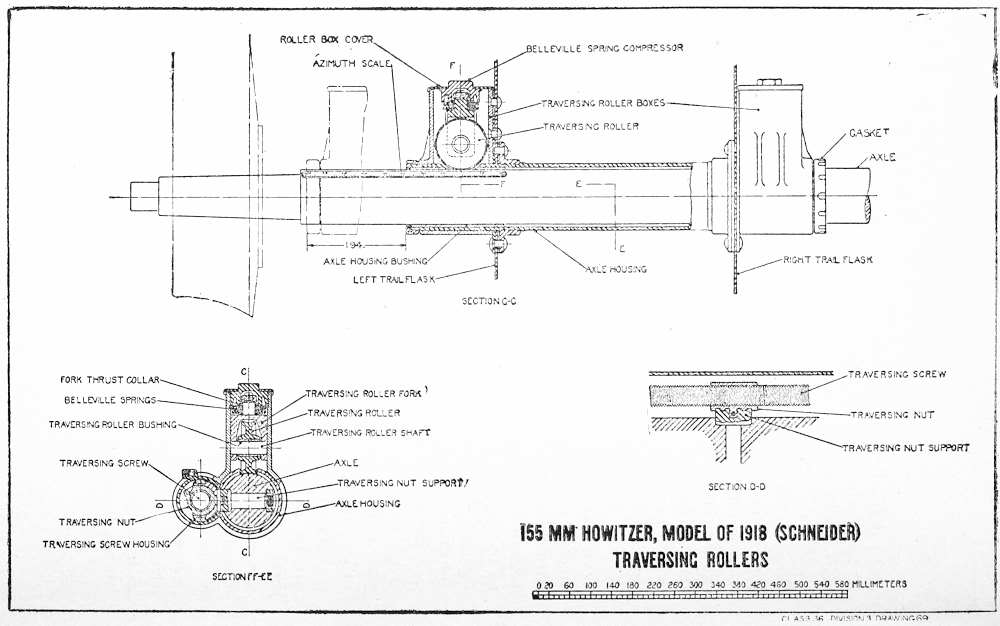 ROLLER BOX COVER
BELLEVILLE SPRING COMPRESSOR
AZIMUTH SCALE
F
TRAVERSING ROLLER BOXES
TRAVERSING ROLLER
GASKET
AXLE
F
E
194
E
AXLE HOUSING BUSHING
AXLE HOUSING
RIGHT TRAIL FLASK
LEFT TRAIL FLASK
SECTION C-C
C
FORK THRUST COLLAR
BELLEVILLE SPRINGS
TRAVERSING ROLLER FORK
TRAVERSING ROLLER
TRAVERSING ROLLER BUSHING
TRAVERSING ROLLER SHAFT
TRAVERSING SCREW
AXLE
TRAVERSING NUT SUPPORT
D
D
AXLE HOUSING
TRAVERSING NUT
TRAVERSING SCREW HOUSING
C
SECTION FF-EE
TRAVERSING SCREW
TRAVERSING NUT
TRAVERSING NUT SUPPORT
SECTION D-D
155 MM HOWITZER, MODEL OF 1918 (SCHNEIDER)
TRAVERSING ROLLERS
0 20 60 100 140 180 220 260 300 340 380 420 460 500 540 580 MILLIMETERS
CLASS 36 DIVISION 3 DRAWING 69